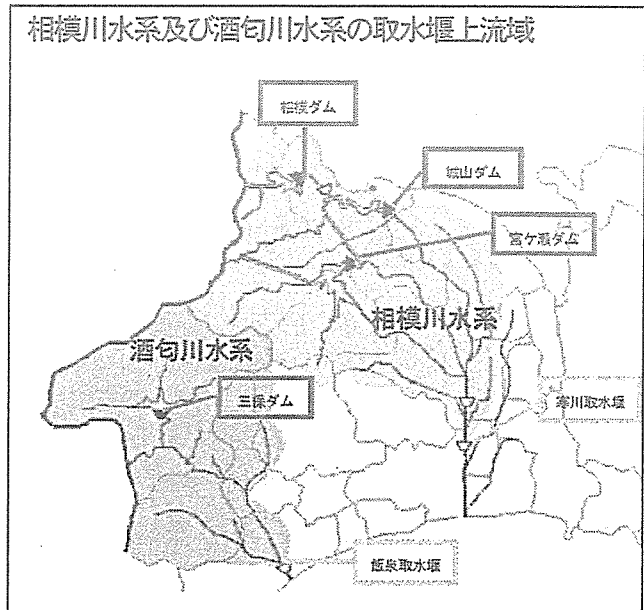 相模川水系及び酒匂川水系の取水堰上流域
相模ダム
城山ダム
宮ケ瀬ダム
相模川水系
酒匂川水系
三保ダム
寒川取水堰
飯泉取水堰